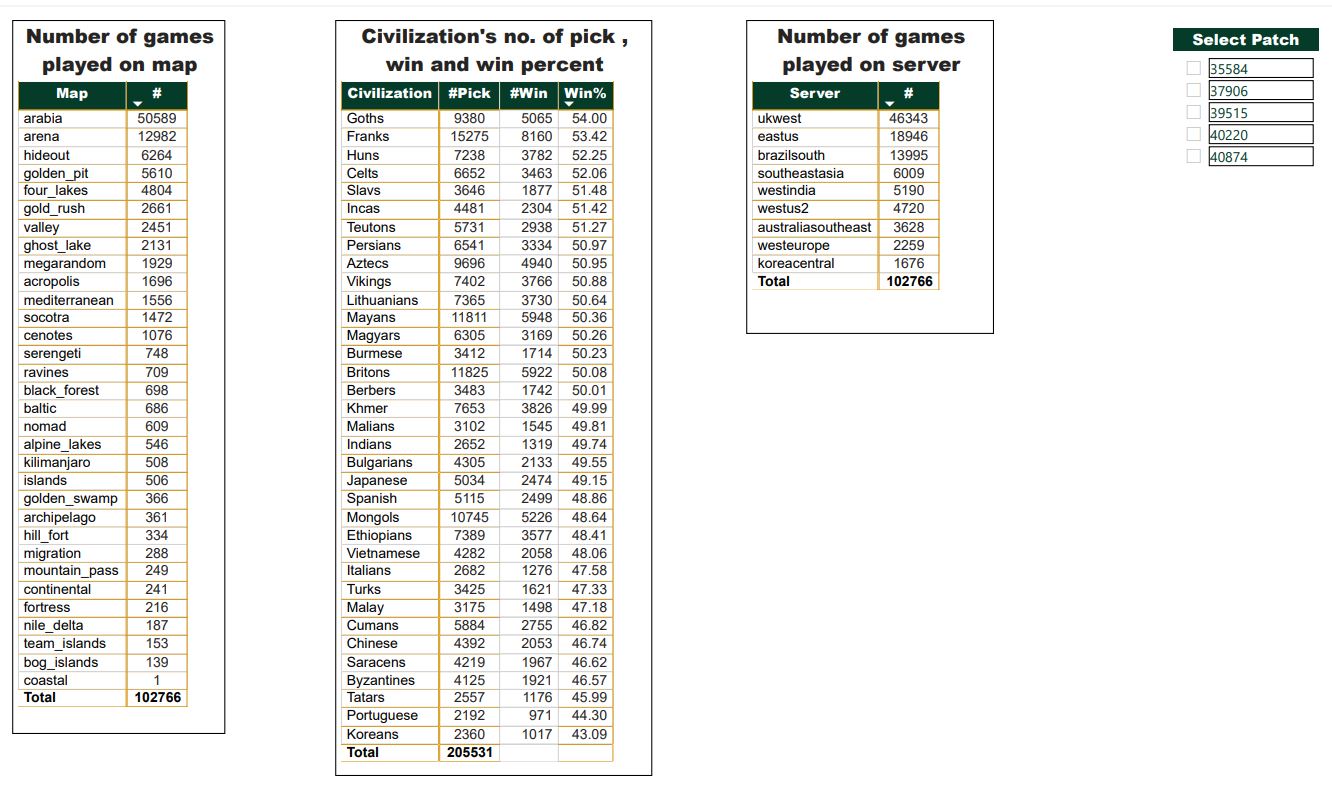 Number of games
played on map
Map #
arabia 50589
arena 12982
hideout 6264
golden_pit 5610
four_lakes 4804
gold_rush 2661
valley 2451
ghost_lake 2131
megarandom 1929
acropolis 1696
mediterranean 1556
socotra 1472
cenotes 1076
serengeti 748
ravines 709
black_forest 698
baltic 686
nomad 609
alpine_lakes 546
kilimanjaro 508
islands 506
golden_swamp 366
archipelago 361
hill_fort 334
migration 288
mountain_pass 249
continental 241
fortress 216
nile_delta 187
team_islands 153
bog_islands 139
coastal 1
Total 102766
Civilization's no. of pick ,
win and win percent
Civilization #Pick #Win Win%
Goths 9380 5065 54.00
Franks 15275 8160 53.42
Huns 7238 3782 52.25
Celts 6652 3463 52.06
Slavs 3646 1877 51.48
Incas 4481 2304 51.42
Teutons 5731 2938 51.27
Persians 6541 3334 50.97
Aztecs 9696 4940 50.95
Vikings 7402 3766 50.88
Lithuanians 7365 3730 50.64
Mayans 11811 5948 50.36
Magyars 6305 3169 50.26
Burmese 3412 1714 50.23
Britons 11825 5922 50.08
Berbers 3483 1742 50.01
Khmer 7653 3826 49.99
Malians 3102 1545 49.81
Indians 2652 1319 49.74
Bulgarians 4305 2133 49.55
Japanese 5034 2474 49.15
Spanish 5115 2499 48.86
Mongols 10745 5226 48.64
Ethiopians 7389 3577 48.41
Vietnamese 4282 2058 48.06
Italians 2682 1276 47.58
Turks 3425 1621 47.33
Malay 3175 1498 47.18
Cumans 5884 2755 46.82
Chinese 4392 2053 46.74
Saracens 4219 1967 46.62
Byzantines 4125 1921 46.57
Tatars 2557 1176 45.99
Portuguese 2192 971 44.30
Koreans 2360 1017 43.09
Total 205531
Number of games
played on server
Server #
ukwest 46343
eastus 18946
brazilsouth 13995
southeastasia 6009
westindia 5190
westus2 4720
australiasoutheast 3628
westeurope 2259
koreacentral 1676
Total 102766
Select Patch
35584
37906
39515
40220
40874